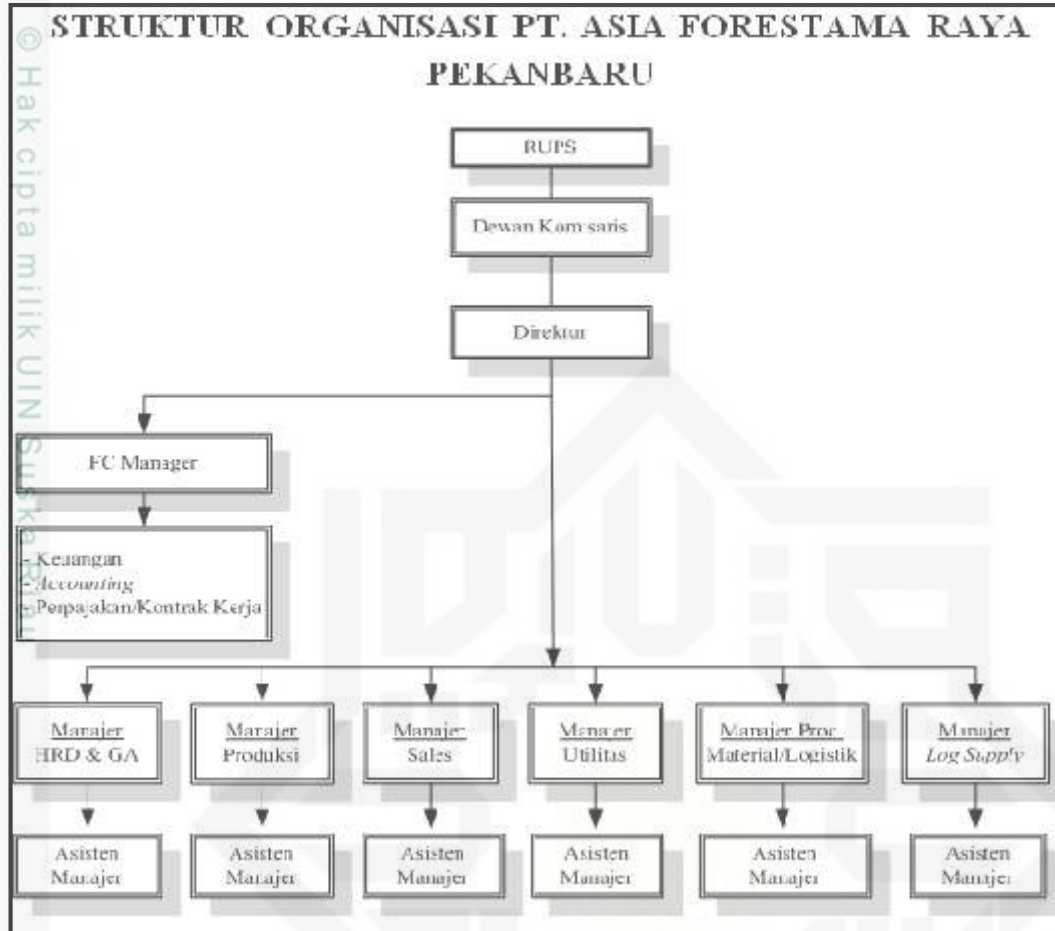 STRUKTUR ORGANISASI PT. ASIA FORESTAMA RAYA
PEKANBARU
© Hak cipta milik UIN Suska Riau
RUPS
Dewan Komisaris
Direktur
FC Manager
- Keuangan
- Accounting
- Perpajakan/Kontrak Kerja
Manajer
HRD & GA
Manajer
Produksi
Manajer
Sales
Manajer
Utilitas
Manajer Proc.
Material/Logistik
Manajer
Log Supply
Asisten
Manajer
Asisten
Manajer
Asisten
Manajer
Asisten
Manajer
Asisten
Manajer
Asisten
Manajer